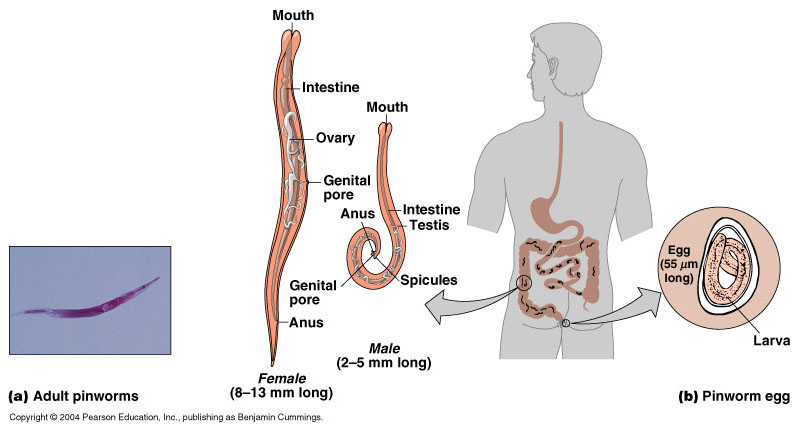 Mouth
Intestine
Ovary
Genital
pore
Anus
Female
(8–13 mm long)
Mouth
Intestine
Testis
Anus
Genital
pore
Spicules
Male
(2–5 mm long)
Egg
(55 µm
long)
Larva
(a) Adult pinworms
(b) Pinworm egg
Copyright © 2004 Pearson Education, Inc., publishing as Benjamin Cummings.